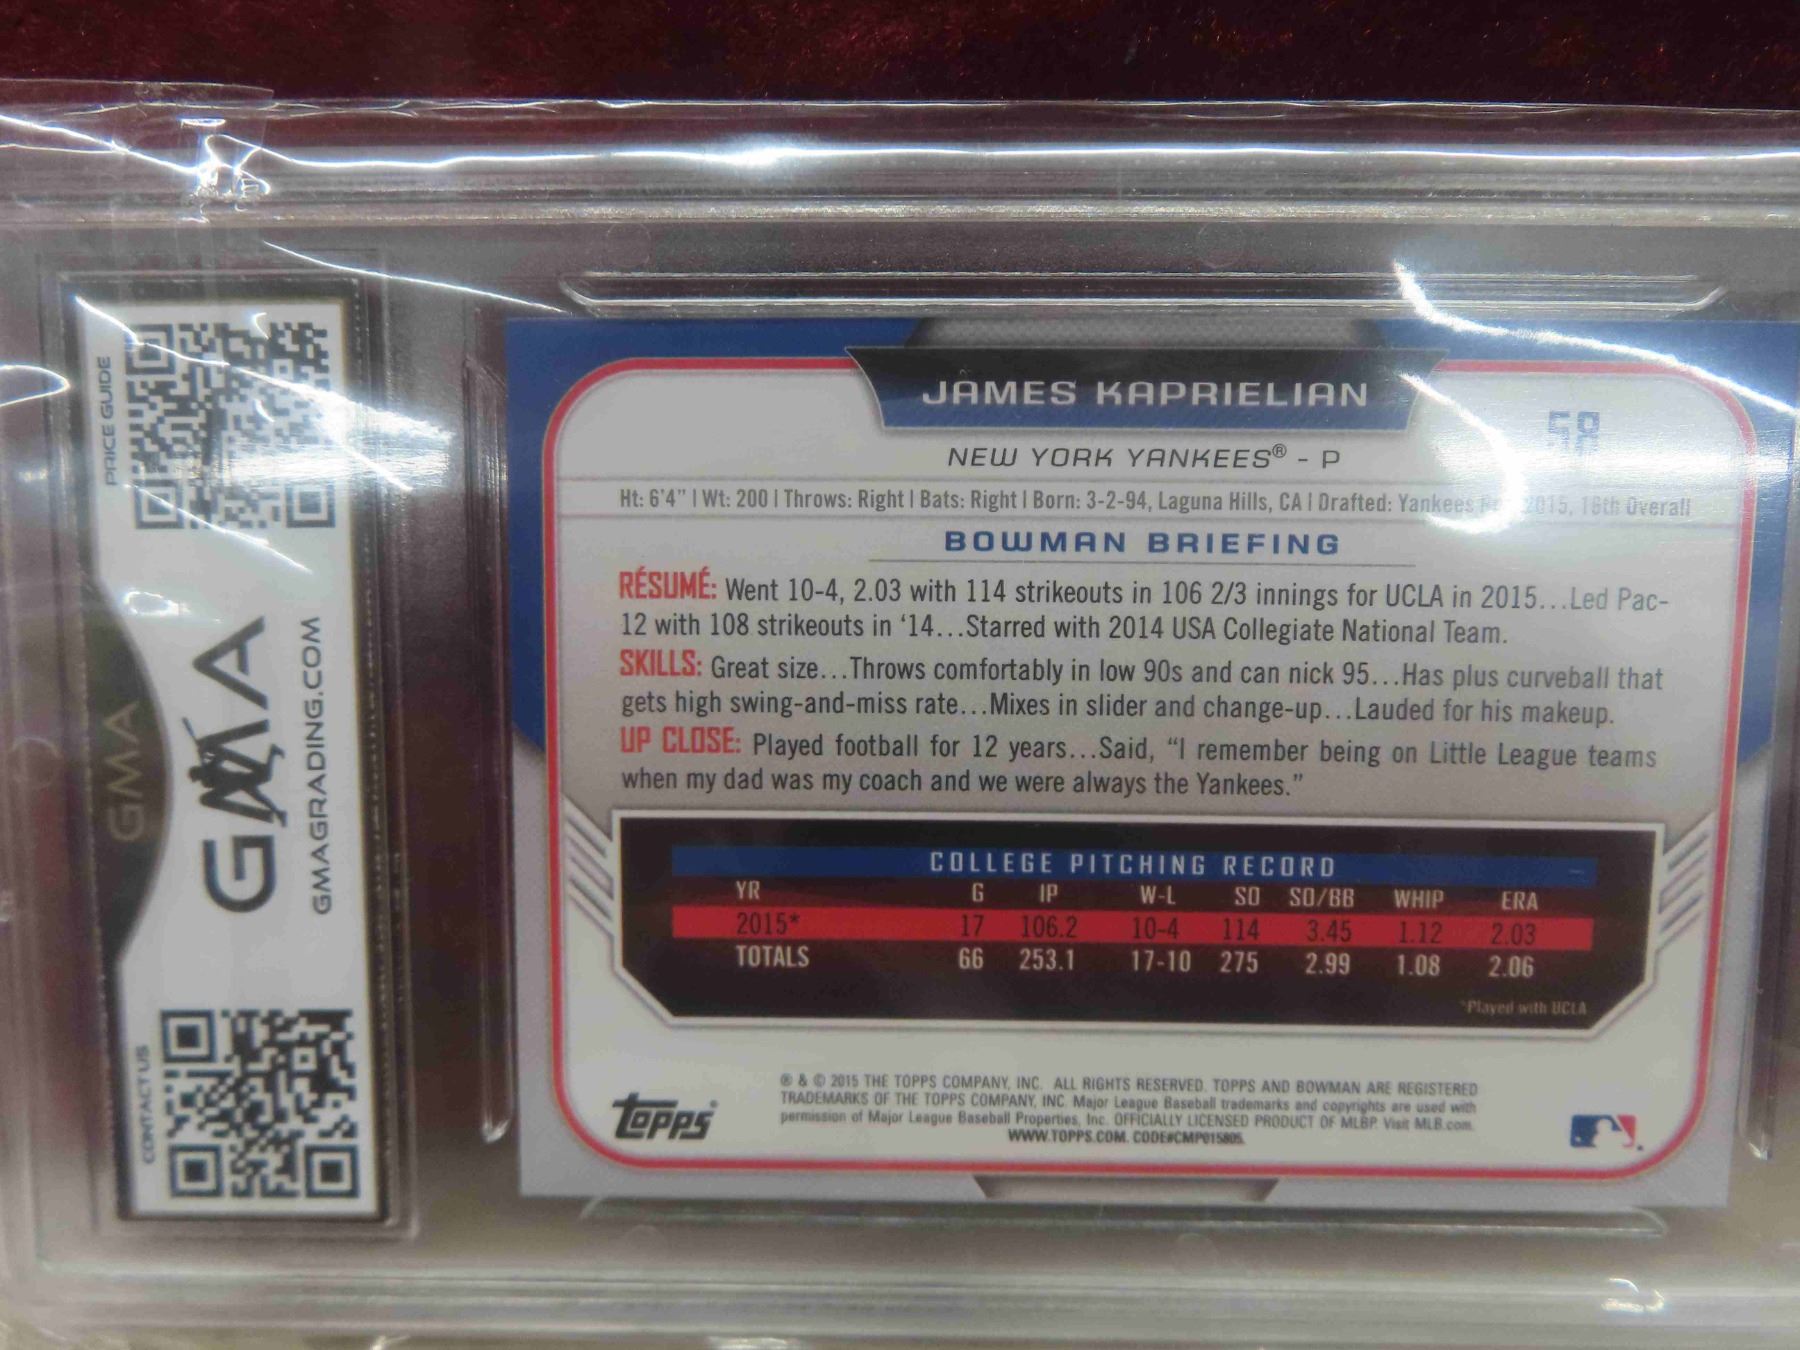 PRICE GUIDE
GMA
GMA
GMAGRADING.COM
CONTACT US
JAMES KAPRIELIAN
58
NEW YORK YANKEES® - P
Ht: 6'4" | Wt: 200 | Throws: Right | Bats: Right | Born: 3-2-94, Laguna Hills, CA | Drafted: Yankees 2015, 16th Overall
BOWMAN BRIEFING
RÉSUMÉ: Went 10-4, 2.03 with 114 strikeouts in 106 2/3 innings for UCLA in 2015...Led Pac-
12 with 108 strikeouts in '14...Starred with 2014 USA Collegiate National Team.
SKILLS: Great size...Throws comfortably in low 90s and can nick 95...Has plus curveball that
gets high swing-and-miss rate...Mixes in slider and change-up...Lauded for his makeup.
UP CLOSE: Played football for 12 years...Said, "I remember being on Little League teams
when my dad was my coach and we were always the Yankees."
COLLEGE PITCHING RECORD
YR G IP W-L SO SO/BB WHIP ERA
2015* 17 106.2 10-4 114 3.45 1.12 2.03
TOTALS 66 253.1 17-10 275 2.99 1.08 2.06
*Played with UCLA
® & © 2015 THE TOPPS COMPANY, INC. ALL RIGHTS RESERVED. TOPPS AND BOWMAN ARE REGISTERED
TRADEMARKS OF THE TOPPS COMPANY, INC. Major League Baseball trademarks and copyrights are used with
permission of Major League Baseball Properties, Inc. OFFICIALLY LICENSED PRODUCT OF MLBP. Visit MLB.com.
WWW.TOPPS.COM. CODE#CMP015805.
Topps®